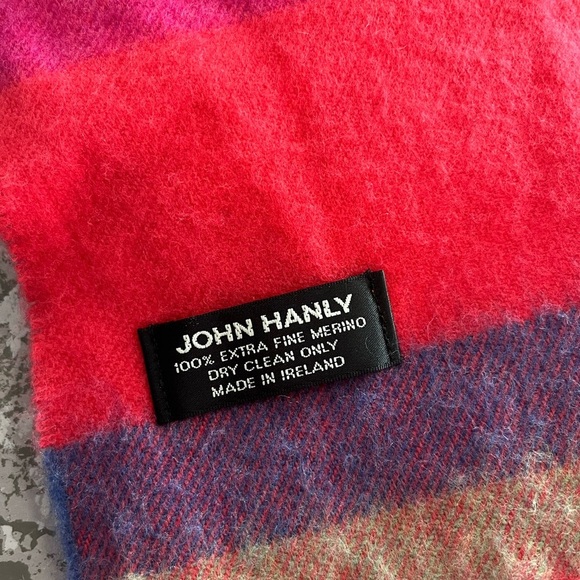 JOHN HANLY
100% EXTRA FINE MERINO
DRY CLEAN ONLY
MADE IN IRELAND